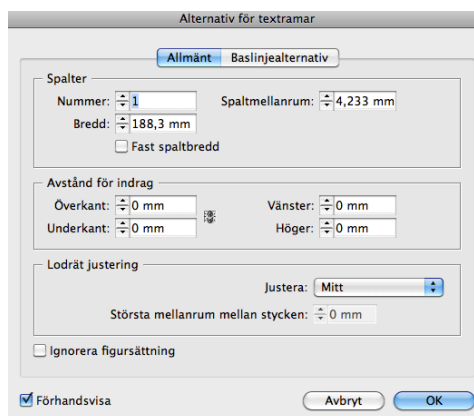 Alternativ för textramar
Allmänt Baslinjealternativ
Spalter
Nummer: 1 Spaltmellanrum: 4,233 mm
Bredd: 188,3 mm
Fast spaltbredd
Avstånd för indrag
Överkant: 0 mm Vänster: 0 mm
Underkant: 0 mm Höger: 0 mm
Lodrät justering
Justera: Mitt
Största mellanrum mellan stycken: 0 mm
Ignorera figursättning
Förhandsvisa Avbryt OK